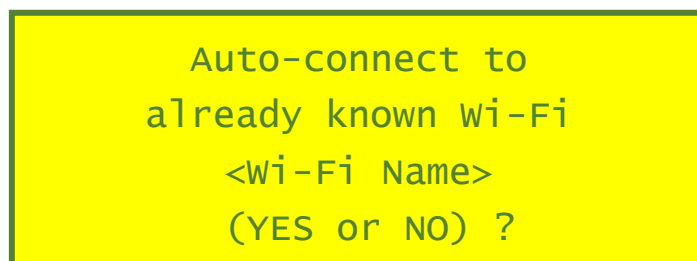 Auto-connect to
already known Wi-Fi
<Wi-Fi Name>
(YES or NO) ?